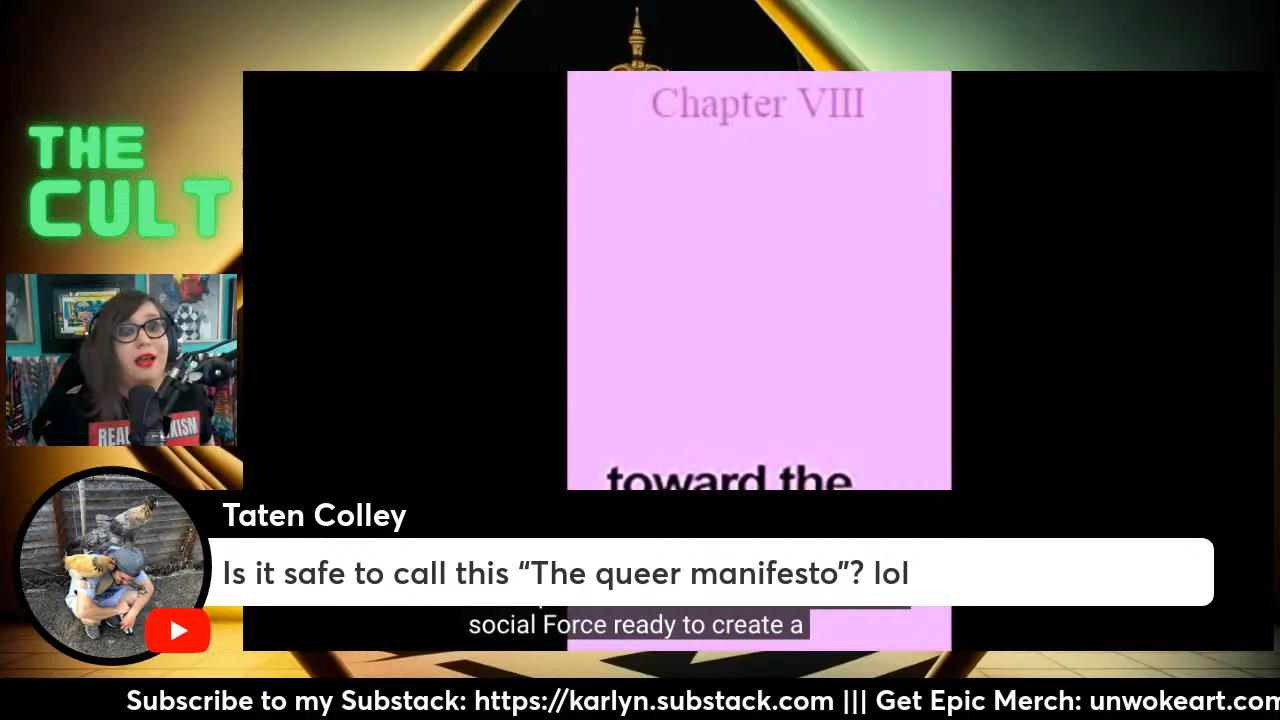 Chapter VIII
THE
CULT
toward the
Taten Colley
Is it safe to call this “The queer manifesto”? lol
social Force ready to create a
Subscribe to my Substack: https://karlyn.substack.com ||| Get Epic Merch: unwokeart.com